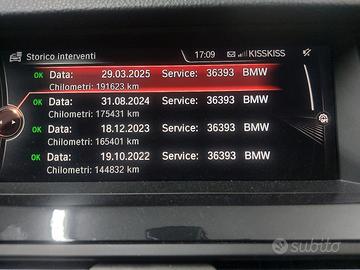 Storico interventi 17:09 KISSKISS
OK Data: 29.03.2025 Service: 36393 BMW
Chilometri: 191623 km
OK Data: 31.08.2024 Service: 36393 BMW
Chilometri: 175431 km
OK Data: 18.12.2023 Service: 36393 BMW
Chilometri: 165401 km
OK Data: 19.10.2022 Service: 36393 BMW
Chilometri: 144832 km
subito